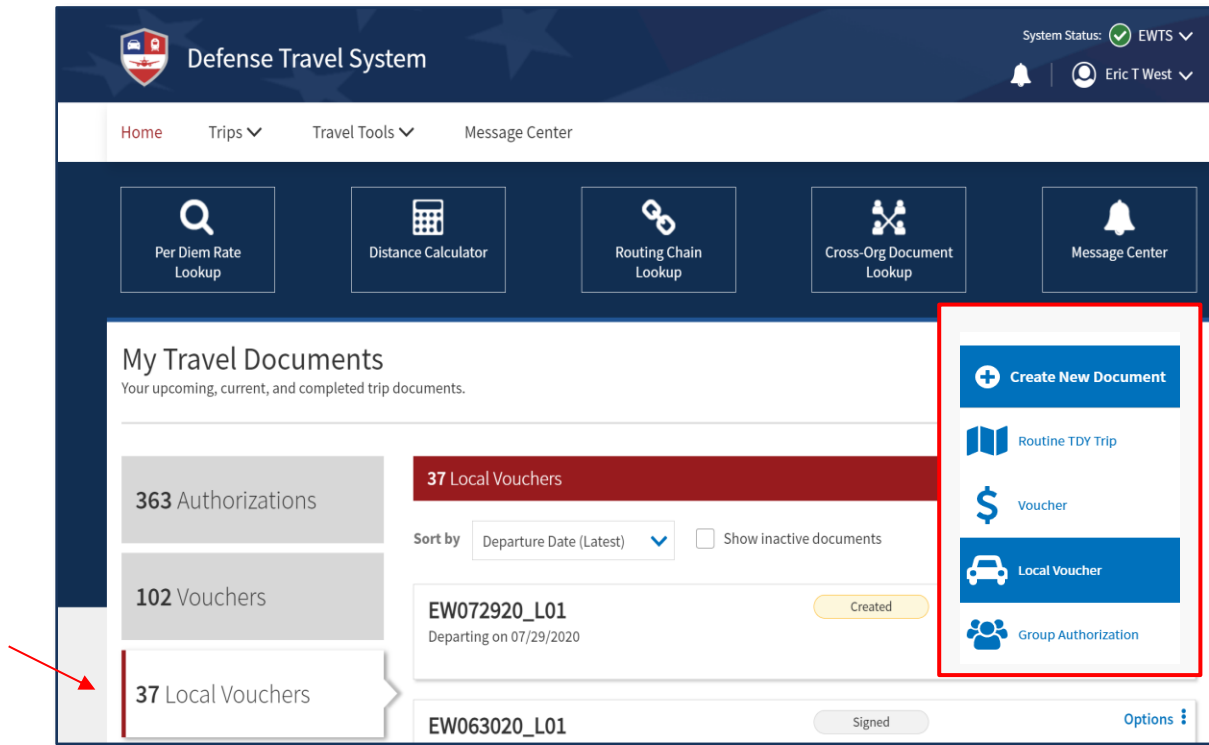 Defense Travel System
System Status: EWTS
Eric T West
Home Trips Travel Tools Message Center
Per Diem Rate
Lookup
Distance Calculator
Routing Chain
Lookup
Cross-Org Document
Lookup
Message Center
My Travel Documents
Your upcoming, current, and completed trip documents.
Create New Document
Routine TDY Trip
Voucher
Local Voucher
Group Authorization
363 Authorizations
102 Vouchers
37 Local Vouchers
37 Local Vouchers
Sort by Departure Date (Latest) Show inactive documents
EW072920_L01 Created
Departing on 07/29/2020
EW063020_L01 Signed Options